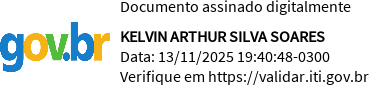 Documento assinado digitalmente
gov.br
KELVIN ARTHUR SILVA SOARES
Data: 13/11/2025 19:40:48-0300
Verifique em https://validar.iti.gov.br